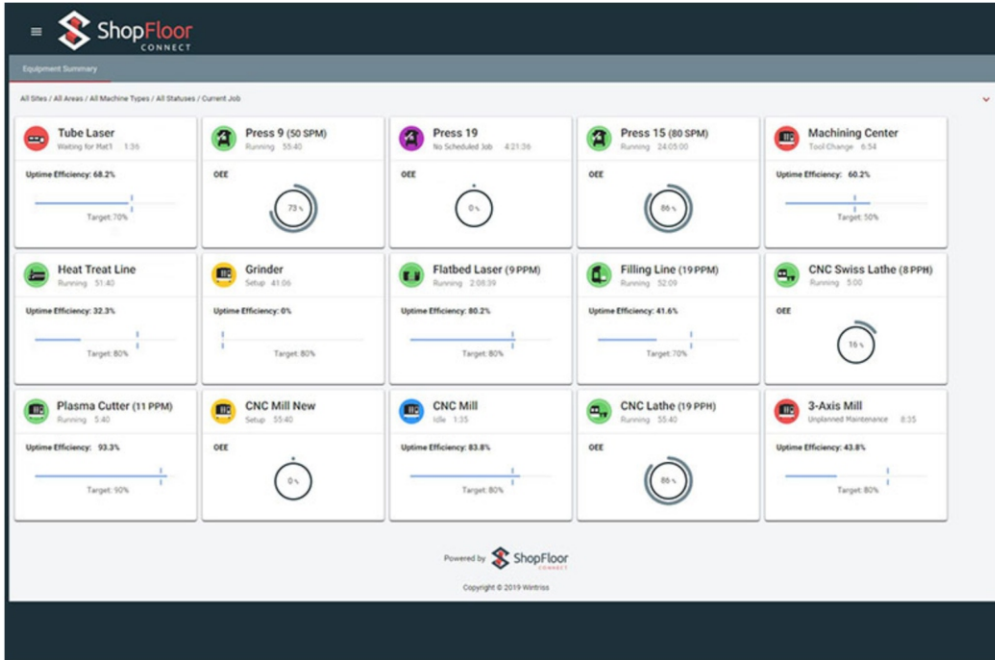 ShopFloor
CONNECT
Equipment Summary
All Sites / All Areas / All Machine Types / All Statuses / Current Job
Tube Laser
Waiting for Mat'l 1:36
Uptime Efficiency: 68.2%
Target: 70%
Press 9 (50 SPM)
Running 55:40
OEE
73 %
Press 19
No Scheduled Job 4:21:36
OEE
0 %
Press 15 (80 SPM)
Running 24:05:00
OEE
86 %
Machining Center
Tool Change 6:54
Uptime Efficiency: 60.2%
Target: 50%
Heat Treat Line
Running 51:40
Uptime Efficiency: 32.3%
Target: 80%
Grinder
Setup 41:06
Uptime Efficiency: 0%
Target: 80%
Flatbed Laser (9 PPM)
Running 2:08:39
Uptime Efficiency: 80.2%
Target: 80%
Filling Line (19 PPM)
Running 52:09
Uptime Efficiency: 41.6%
Target: 70%
CNC Swiss Lathe (8 PPH)
Running 5:00
OEE
16 %
Plasma Cutter (11 PPM)
Running 5:40
Uptime Efficiency: 93.3%
Target: 90%
CNC Mill New
Setup 55:40
OEE
0 %
CNC Mill
Idle 1:35
Uptime Efficiency: 83.8%
Target: 80%
CNC Lathe (19 PPH)
Running 55:40
OEE
86 %
3-Axis Mill
Unplanned Maintenance 8:35
Uptime Efficiency: 43.8%
Target: 80%
Powered by ShopFloor
CONNECT
Copyright © 2019 Wintriss